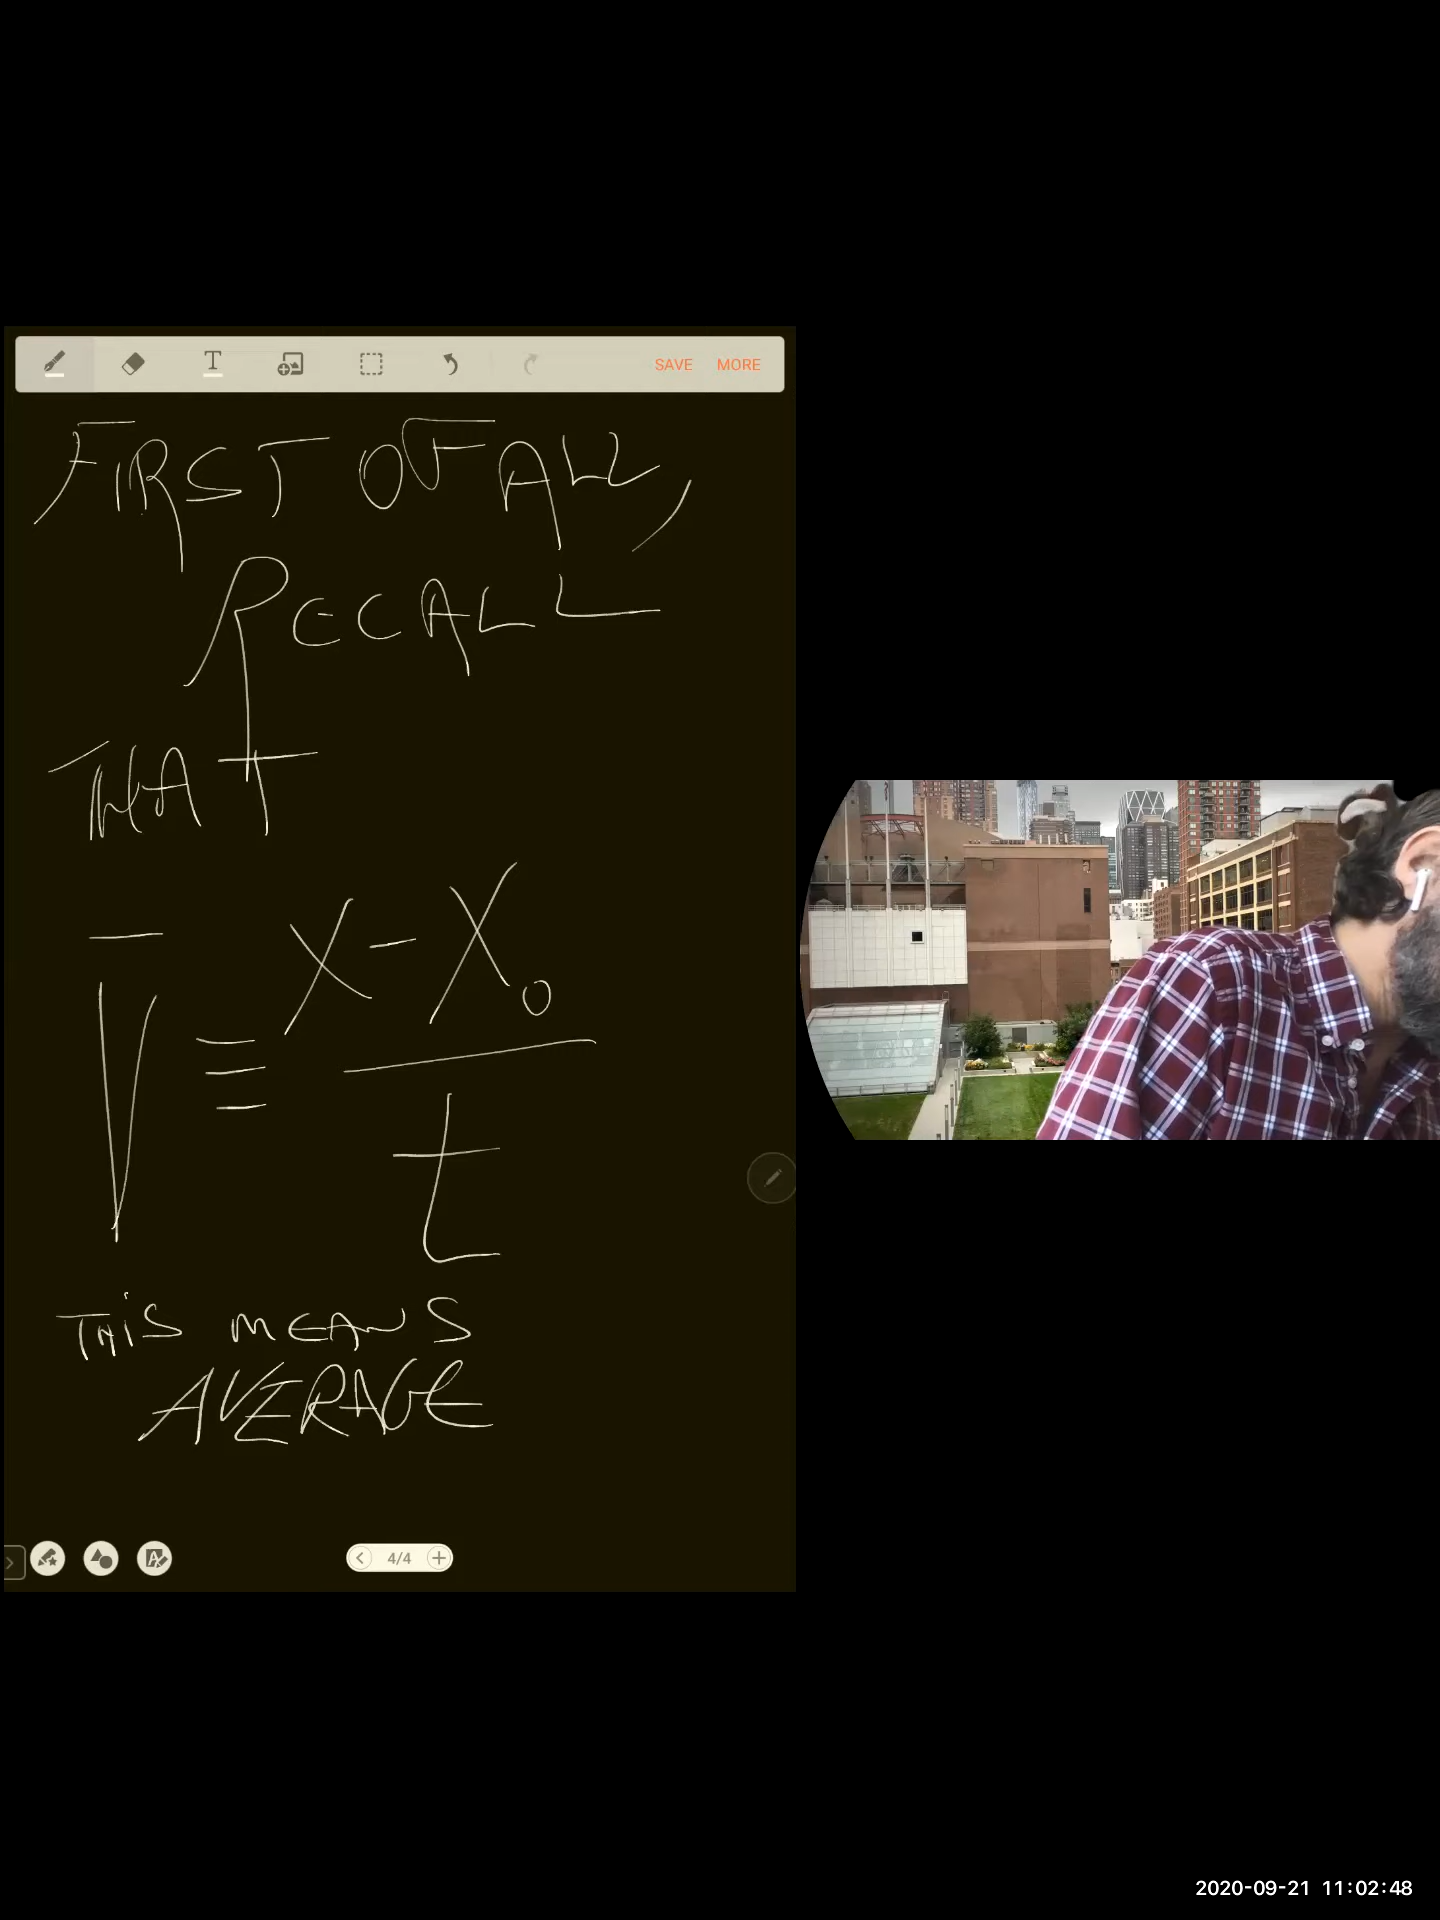 T SAVE MORE
FIRST OF ALL,
RECALL
THAT
V̅ ≡ (X - X₀) / t
THIS MEANS
AVERAGE
4/4
2020-09-21 11:02:48